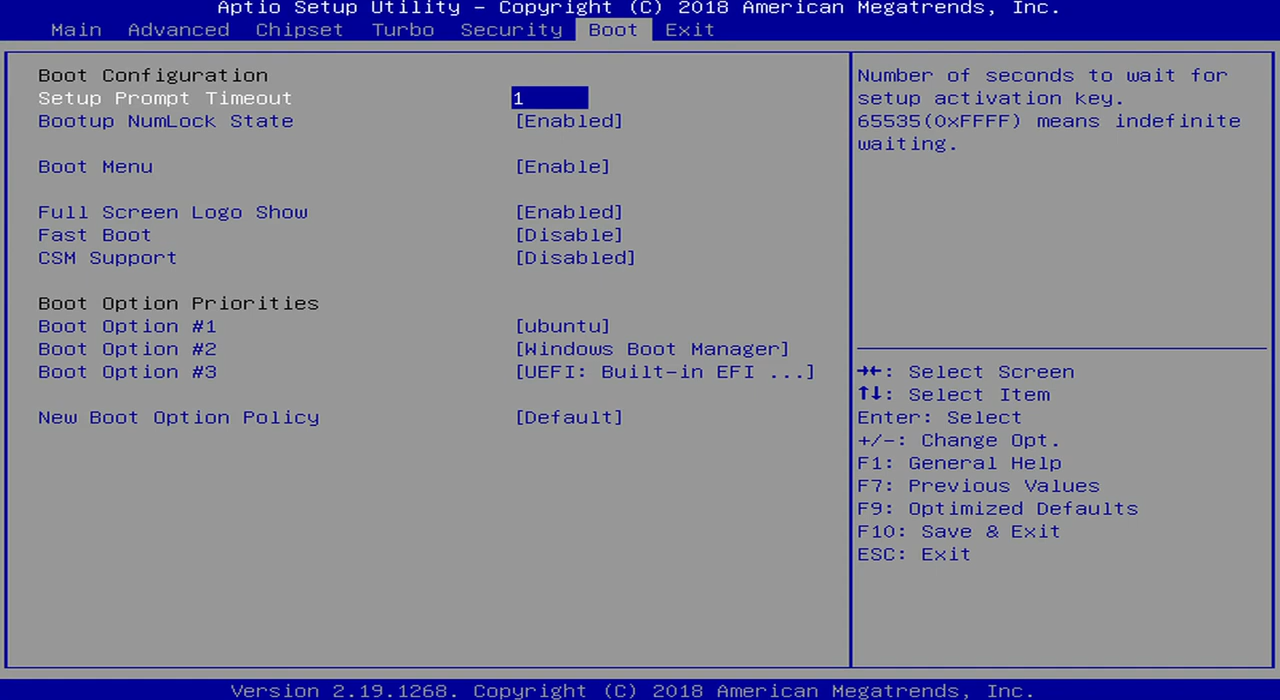 Aptio Setup Utility – Copyright (C) 2018 American Megatrends, Inc.
Main Advanced Chipset Turbo Security Boot Exit
Boot Configuration
Setup Prompt Timeout 1
Bootup NumLock State [Enabled]
Boot Menu [Enable]
Full Screen Logo Show [Enabled]
Fast Boot [Disable]
CSM Support [Disabled]
Boot Option Priorities
Boot Option #1 [ubuntu]
Boot Option #2 [Windows Boot Manager]
Boot Option #3 [UEFI: Built-in EFI ...]
New Boot Option Policy [Default]
Number of seconds to wait for
setup activation key.
65535(0xFFFF) means indefinite
waiting.
→←: Select Screen
↑↓: Select Item
Enter: Select
+/-: Change Opt.
F1: General Help
F7: Previous Values
F9: Optimized Defaults
F10: Save & Exit
ESC: Exit
Version 2.19.1268. Copyright (C) 2018 American Megatrends, Inc.